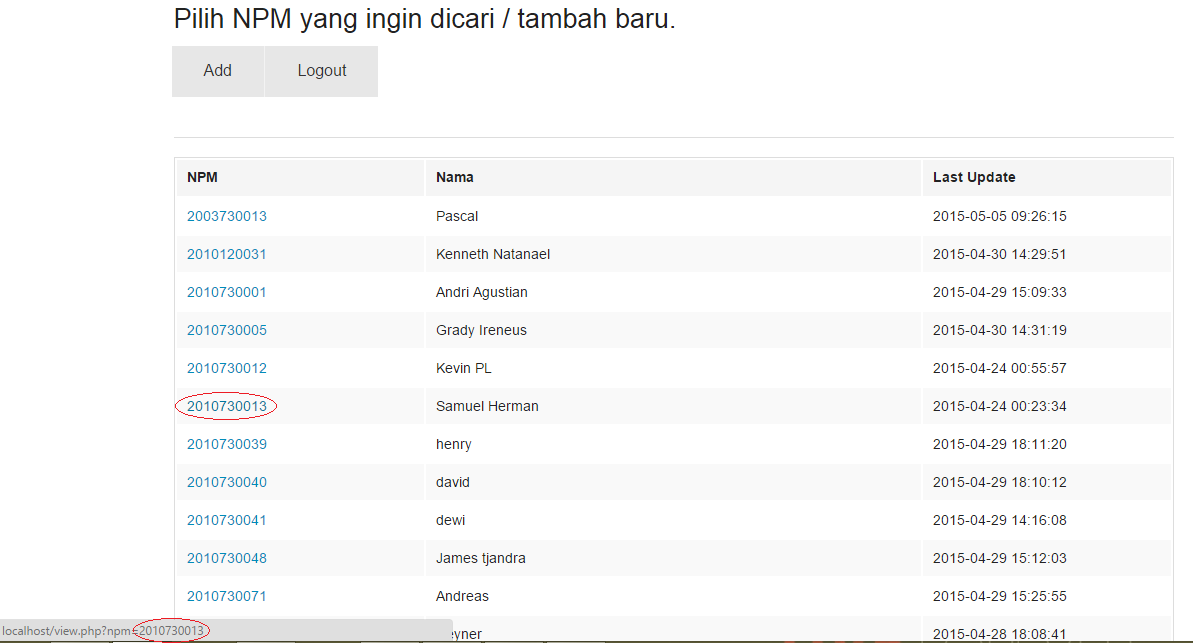 Pilih NPM yang ingin dicari / tambah baru.
Add Logout
NPM Nama Last Update
2003730013 Pascal 2015-05-05 09:26:15
2010120031 Kenneth Natanael 2015-04-30 14:29:51
2010730001 Andri Agustian 2015-04-29 15:09:33
2010730005 Grady Ireneus 2015-04-30 14:31:19
2010730012 Kevin PL 2015-04-24 00:55:57
2010730013 Samuel Herman 2015-04-24 00:23:34
2010730039 henry 2015-04-29 18:11:20
2010730040 david 2015-04-29 18:10:12
2010730041 dewi 2015-04-29 14:16:08
2010730048 James tjandra 2015-04-29 15:12:03
2010730071 Andreas 2015-04-29 15:25:55
2015-04-28 18:08:41
localhost/view.php?npm=2010730013